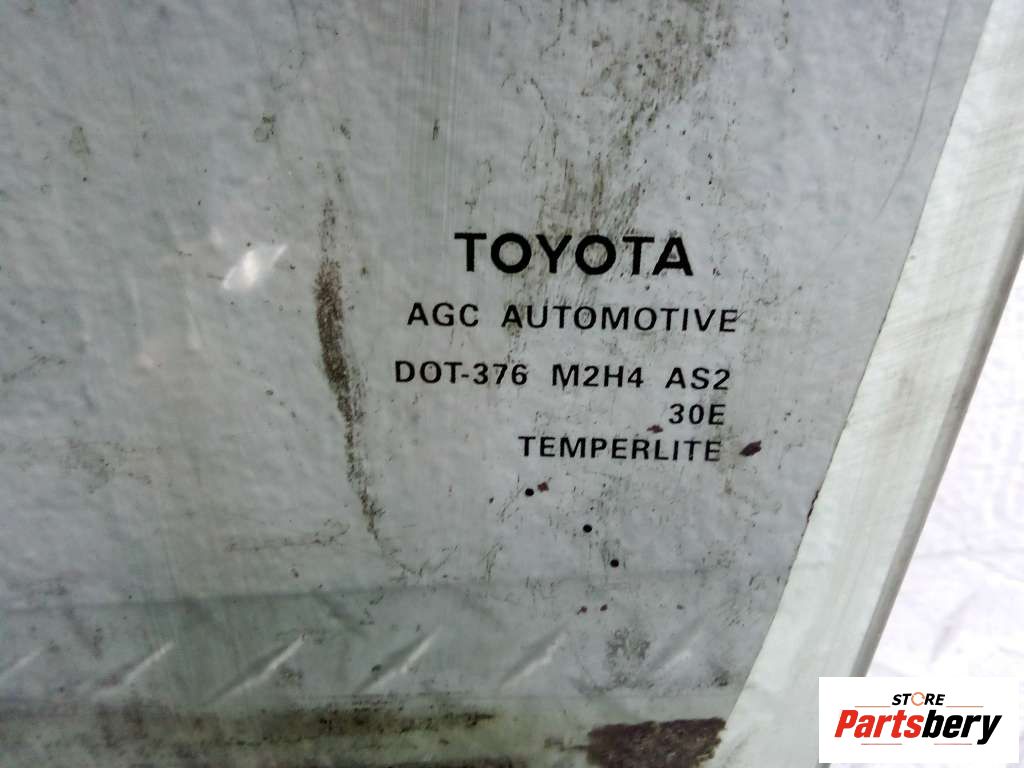 TOYOTA
AGC AUTOMOTIVE
DOT-376 M2H4 AS2
30E
TEMPERLITE
STORE
Partsbery